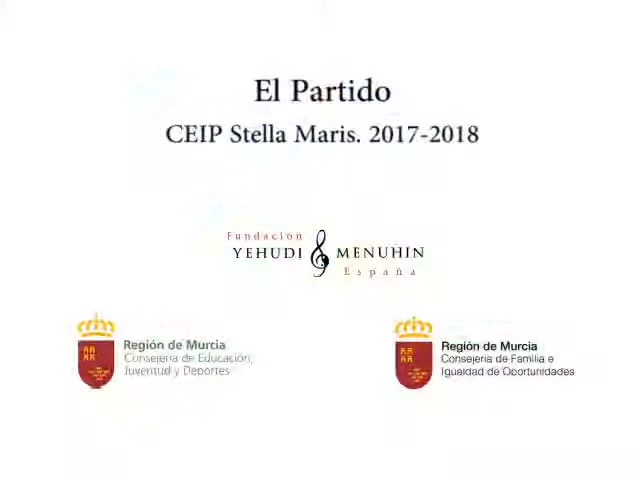 El Partido
CEIP Stella Maris. 2017-2018
Fundación
YEHUDI MENUHIN
España
Región de Murcia
Consejería de Educación,
Juventud y Deportes
Región de Murcia
Consejería de Familia e
Igualdad de Oportunidades